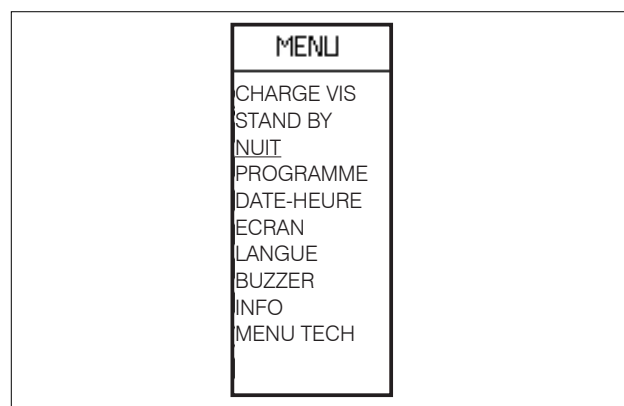 MENU
CHARGE VIS
STAND BY
NUIT
PROGRAMME
DATE-HEURE
ECRAN
LANGUE
BUZZER
INFO
MENU TECH